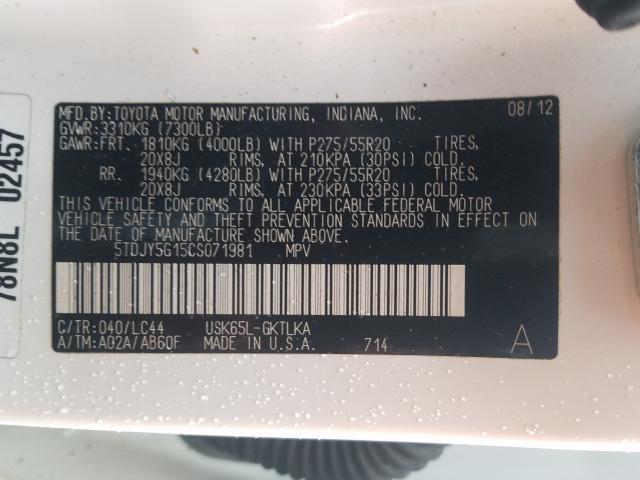 MFD.BY:TOYOTA MOTOR MANUFACTURING, INDIANA, INC. 08/12
GVWR:3310KG (7300LB)
GAWR:FRT. 1810KG (4000LB) WITH P275/55R20 TIRES,
20X8J RIMS, AT 210KPA (30PSI) COLD.
RR. 1940KG (4280LB) WITH P275/55R20 TIRES,
20X8J RIMS, AT 230KPA (33PSI) COLD.
THIS VEHICLE CONFORMS TO ALL APPLICABLE FEDERAL MOTOR
VEHICLE SAFETY AND THEFT PREVENTION STANDARDS IN EFFECT ON
THE DATE OF MANUFACTURE SHOWN ABOVE.
5TDJY5G15CS071981 MPV
C/TR:040/LC44 USK65L-GKTLKA
A/TM:A02A/AB60F MADE IN U.S.A. 714 A
78N8L 02457